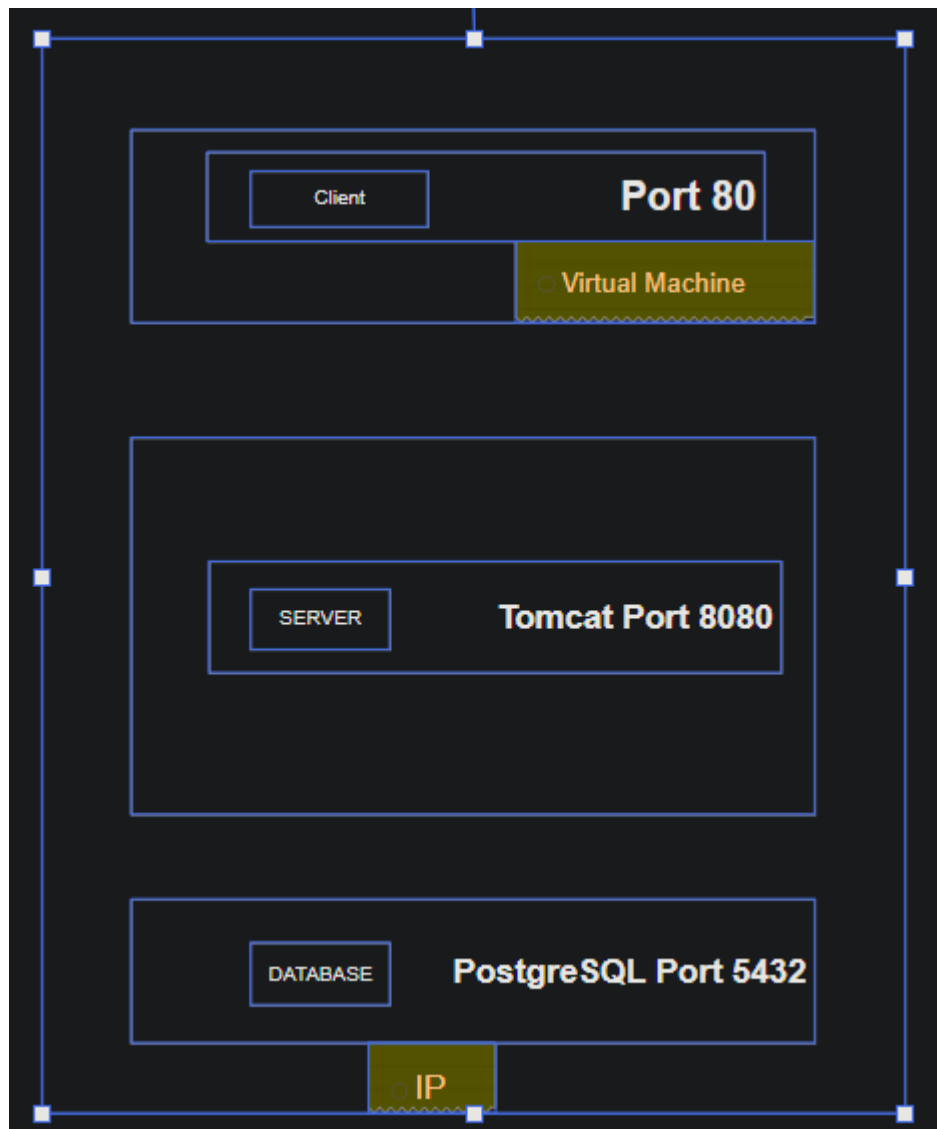 Client
Port 80
Virtual Machine
SERVER
Tomcat Port 8080
DATABASE
PostgreSQL Port 5432
IP